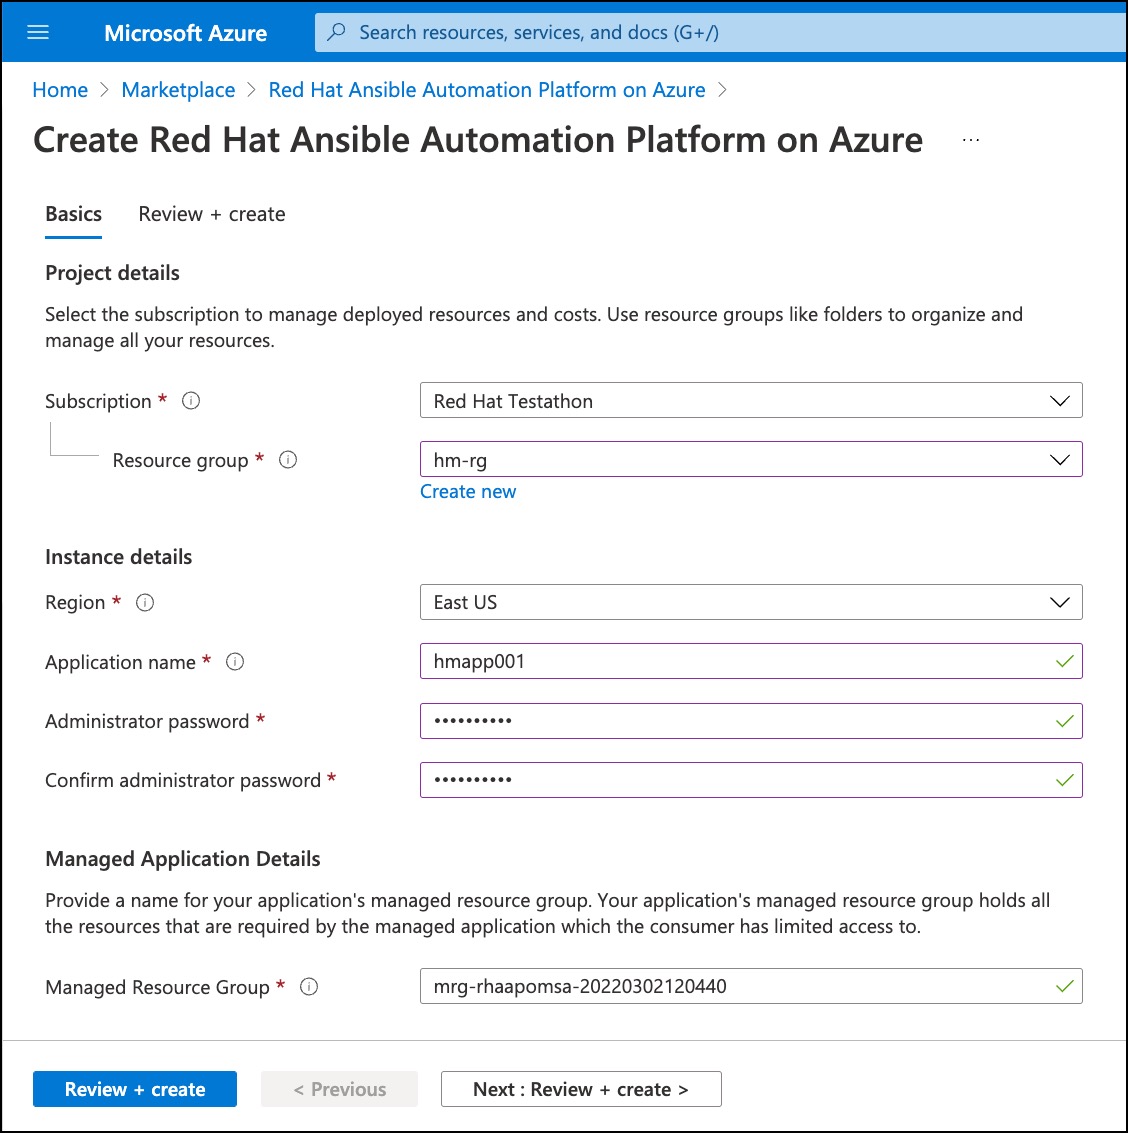 Microsoft Azure
Search resources, services, and docs (G+/)
Home > Marketplace > Red Hat Ansible Automation Platform on Azure >
Create Red Hat Ansible Automation Platform on Azure ...
Basics Review + create
Project details
Select the subscription to manage deployed resources and costs. Use resource groups like folders to organize and
manage all your resources.
Subscription * Red Hat Testathon
Resource group * hm-rg
Create new
Instance details
Region * East US
Application name * hmapp001
Administrator password * ••••••••••
Confirm administrator password * ••••••••••
Managed Application Details
Provide a name for your application's managed resource group. Your application's managed resource group holds all
the resources that are required by the managed application which the consumer has limited access to.
Managed Resource Group * mrg-rhaapomsa-20220302120440
Review + create < Previous Next : Review + create >